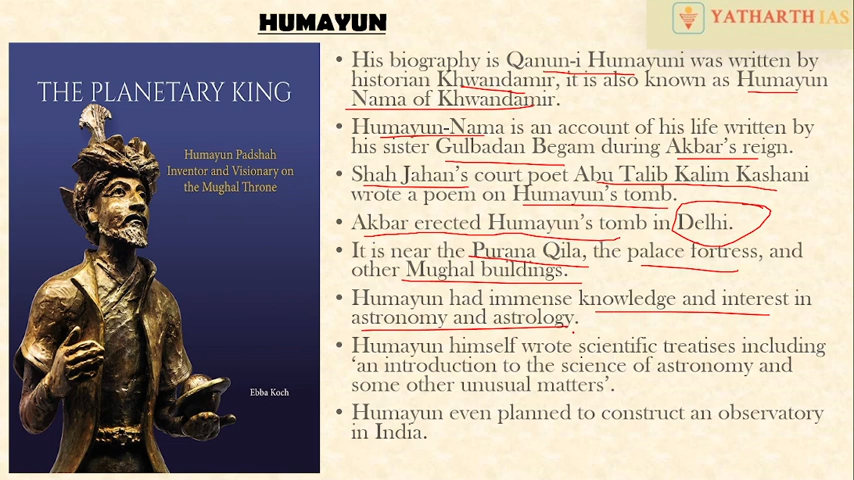 HUMAYUN
YATHARTH IAS
THE PLANETARY KING
Humayun Padshah
Inventor and Visionary on
the Mughal Throne
Ebba Koch
• His biography is Qanun-i Humayuni was written by
historian Khwandamir, it is also known as Humayun
Nama of Khwandamir.
• Humayun-Nama is an account of his life written by
his sister Gulbadan Begam during Akbar's reign.
• Shah Jahan's court poet Abu Talib Kalim Kashani
wrote a poem on Humayun's tomb.
• Akbar erected Humayun's tomb in Delhi.
• It is near the Purana Qila, the palace fortress, and
other Mughal buildings.
• Humayun had immense knowledge and interest in
astronomy and astrology.
• Humayun himself wrote scientific treatises including
'an introduction to the science of astronomy and
some other unusual matters'.
• Humayun even planned to construct an observatory
in India.